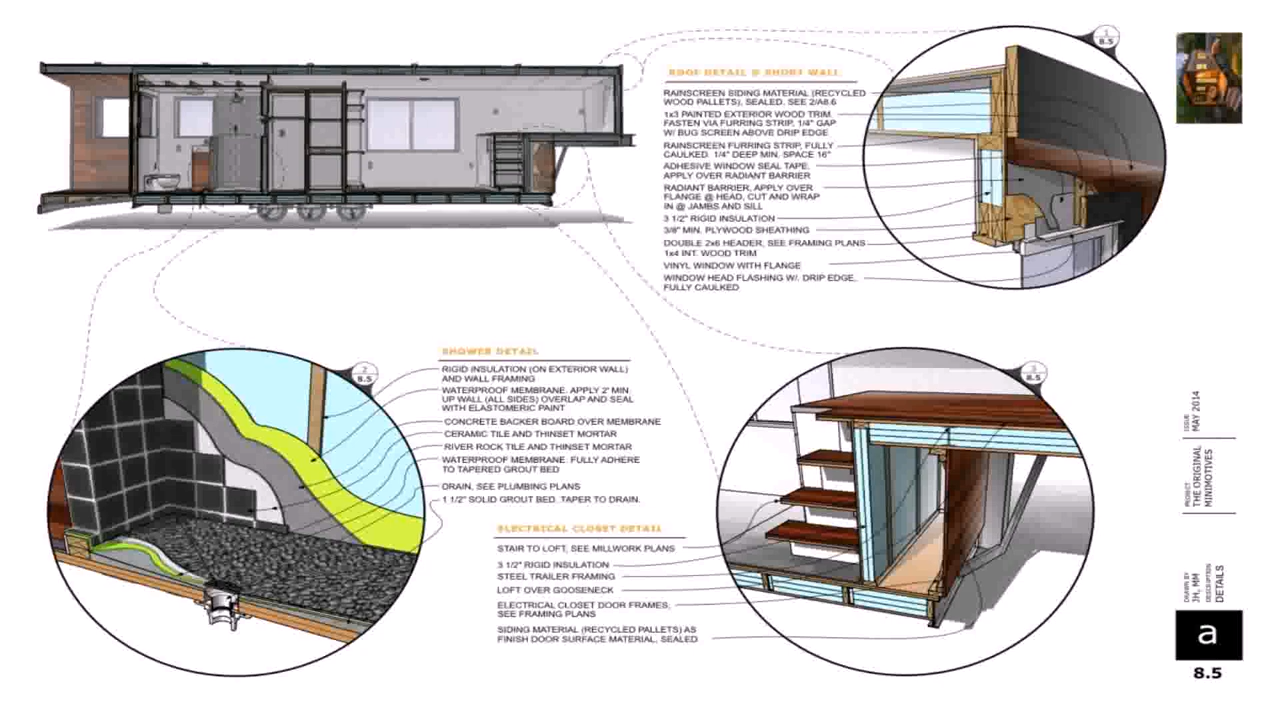 ROOF DETAIL @ SHORT WALL
RAINSCREEN SIDING MATERIAL (RECYCLED
WOOD PALLETS), SEALED. SEE 2/A8.6
1x3 PAINTED EXTERIOR WOOD TRIM.
FASTEN VIA FURRING STRIP, 1/4" GAP
W/ BUG SCREEN ABOVE DRIP EDGE
RAINSCREEN FURRING STRIP, FULLY
CAULKED. 1/4" DEEP MIN. SPACE 16"
ADHESIVE WINDOW SEAL TAPE.
APPLY OVER RADIANT BARRIER
RADIANT BARRIER, APPLY OVER
FLANGE @ HEAD, CUT AND WRAP
IN @ JAMBS AND SILL
3 1/2" RIGID INSULATION
3/8" MIN. PLYWOOD SHEATHING
DOUBLE 2x6 HEADER, SEE FRAMING PLANS
1x4 INT. WOOD TRIM
VINYL WINDOW WITH FLANGE
WINDOW HEAD FLASHING W/. DRIP EDGE,
FULLY CAULKED
1
8.5
SHOWER DETAIL
RIGID INSULATION (ON EXTERIOR WALL)
AND WALL FRAMING
WATERPROOF MEMBRANE. APPLY 2' MIN.
UP WALL (ALL SIDES) OVERLAP AND SEAL
WITH ELASTOMERIC PAINT
CONCRETE BACKER BOARD OVER MEMBRANE
CERAMIC TILE AND THINSET MORTAR
RIVER ROCK TILE AND THINSET MORTAR
WATERPROOF MEMBRANE. FULLY ADHERE
TO TAPERED GROUT BED
DRAIN, SEE PLUMBING PLANS
1 1/2" SOLID GROUT BED. TAPER TO DRAIN.
2
8.5
ELECTRICAL CLOSET DETAIL
STAIR TO LOFT, SEE MILLWORK PLANS
3 1/2" RIGID INSULATION
STEEL TRAILER FRAMING
LOFT OVER GOOSENECK
ELECTRICAL CLOSET DOOR FRAMES,
SEE FRAMING PLANS
SIDING MATERIAL (RECYCLED PALLETS) AS
FINISH DOOR SURFACE MATERIAL, SEALED
3
8.5
ISSUE
MAY 2014
PROJECT
THE ORIGINAL
MINIMOTIVES
DRAWN BY
JH, MM
DESCRIPTION
DETAILS
a
8.5